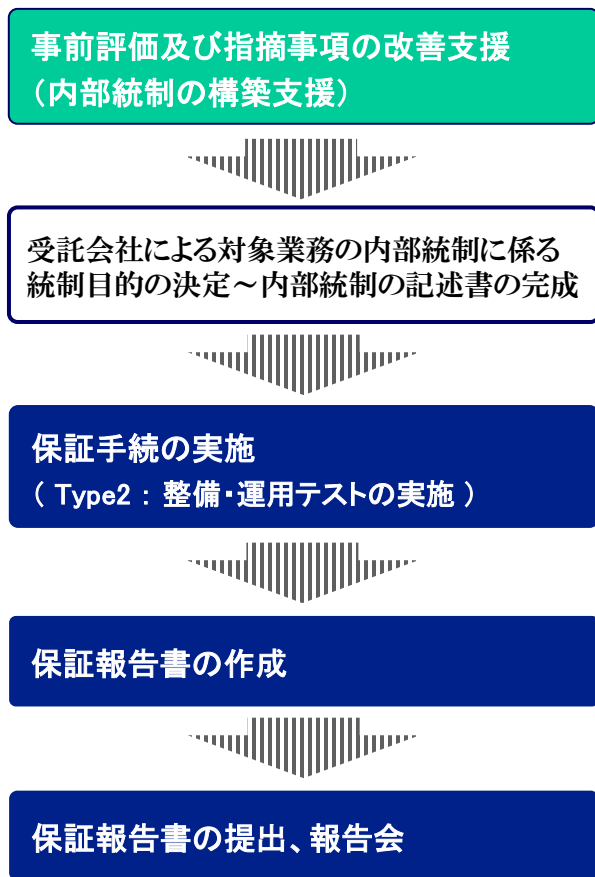 事前評価及び指摘事項の改善支援
（内部統制の構築支援）
受託会社による対象業務の内部統制に係る
統制目的の決定～内部統制の記述書の完成
保証手続の実施
（ Type2 ： 整備・運用テストの実施 ）
保証報告書の作成
保証報告書の提出、報告会